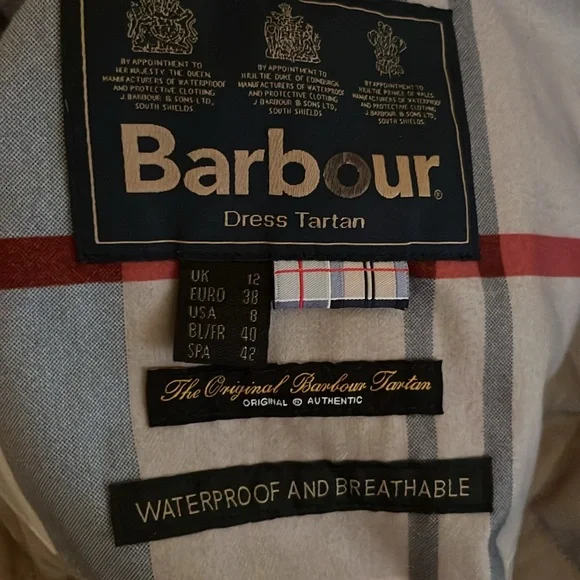 BY APPOINTMENT TO
HER MAJESTY THE QUEEN
MANUFACTURERS OF WATERPROOF
AND PROTECTIVE CLOTHING
J. BARBOUR & SONS LTD,
SOUTH SHIELDS
BY APPOINTMENT TO
H.R.H. THE DUKE OF EDINBURGH
MANUFACTURERS OF WATERPROOF
AND PROTECTIVE CLOTHING
J. BARBOUR & SONS LTD,
SOUTH SHIELDS
BY APPOINTMENT TO
H.R.H. THE PRINCE OF WALES
MANUFACTURERS OF WATERPROOF
AND PROTECTIVE CLOTHING
J. BARBOUR & SONS LTD,
SOUTH SHIELDS
Barbour®
Dress Tartan
UK 12
EURO 38
USA 8
BL/FR 40
SPA 42
The Original Barbour Tartan
ORIGINAL © AUTHENTIC
WATERPROOF AND BREATHABLE